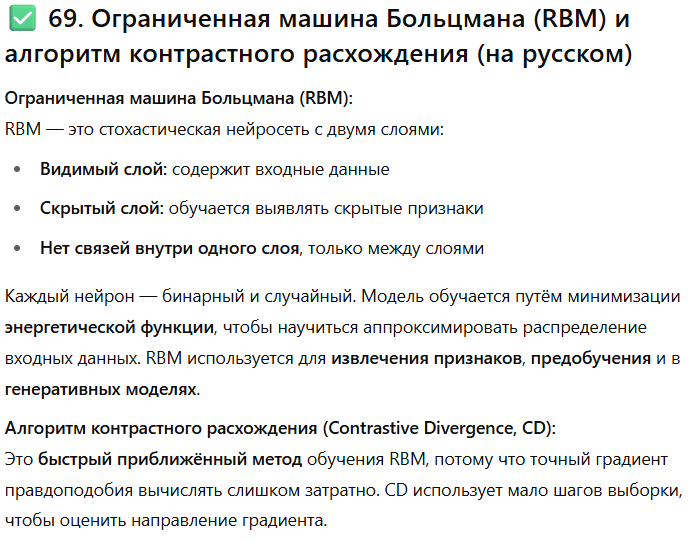 ✅ 69. Ограниченная машина Больцмана (RBM) и
алгоритм контрастного расхождения (на русском)
Ограниченная машина Больцмана (RBM):
RBM — это стохастическая нейросеть с двумя слоями:
• Видимый слой: содержит входные данные
• Скрытый слой: обучается выявлять скрытые признаки
• Нет связей внутри одного слоя, только между слоями
Каждый нейрон — бинарный и случайный. Модель обучается путём минимизации
энергетической функции, чтобы научиться аппроксимировать распределение
входных данных. RBM используется для извлечения признаков, предобучения и в
генеративных моделях.
Алгоритм контрастного расхождения (Contrastive Divergence, CD):
Это быстрый приближённый метод обучения RBM, потому что точный градиент
правдоподобия вычислять слишком затратно. CD использует мало шагов выборки,
чтобы оценить направление градиента.